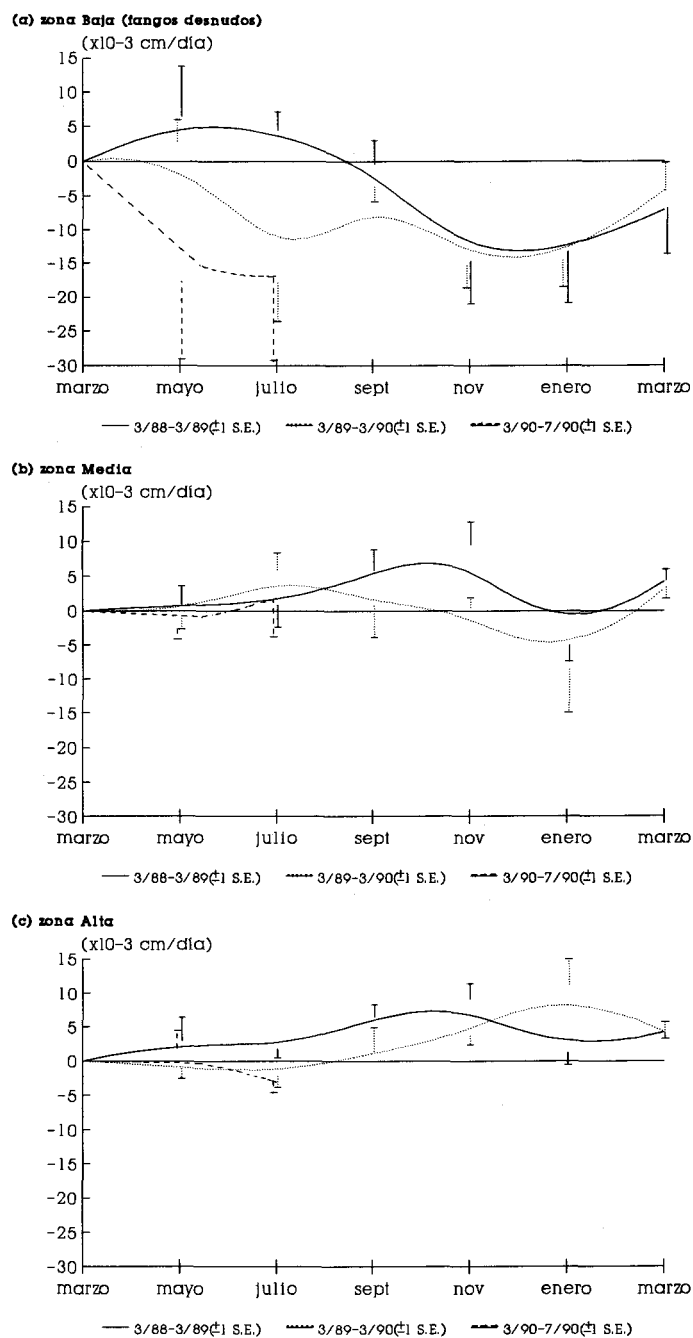 (a) zona Baja (fangos desnudos)
(x10-3 cm/día)
15
10
5
0
-5
-10
-15
-20
-25
-30
marzo mayo julio sept nov enero marzo
3/88-3/89(±1 S.E.) 3/89-3/90(±1 S.E.) 3/90-7/90(±1 S.E.)
(b) zona Media
(x10-3 cm/día)
15
10
5
0
-5
-10
-15
-20
-25
-30
marzo mayo julio sept nov enero marzo
3/88-3/89(±1 S.E.) 3/89-3/90(±1 S.E.) 3/90-7/90(±1 S.E.)
(c) zona Alta
(x10-3 cm/día)
15
10
5
0
-5
-10
-15
-20
-25
-30
marzo mayo julio sept nov enero marzo
3/88-3/89(±1 S.E.) 3/89-3/90(±1 S.E.) 3/90-7/90(±1 S.E.)